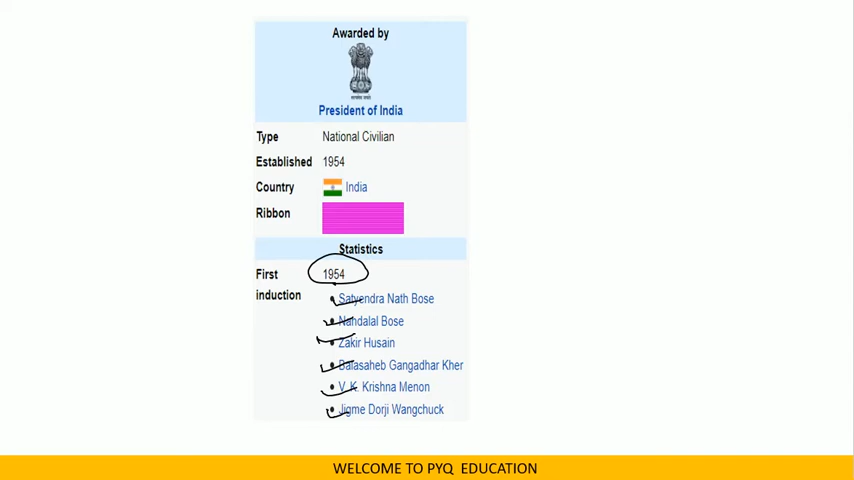 Awarded by
President of India
Type National Civilian
Established 1954
Country India
Ribbon
Statistics
First 1954
induction
Satyendra Nath Bose
Nandalal Bose
Zakir Husain
Balasaheb Gangadhar Kher
V. K. Krishna Menon
Jigme Dorji Wangchuck
WELCOME TO PYQ EDUCATION